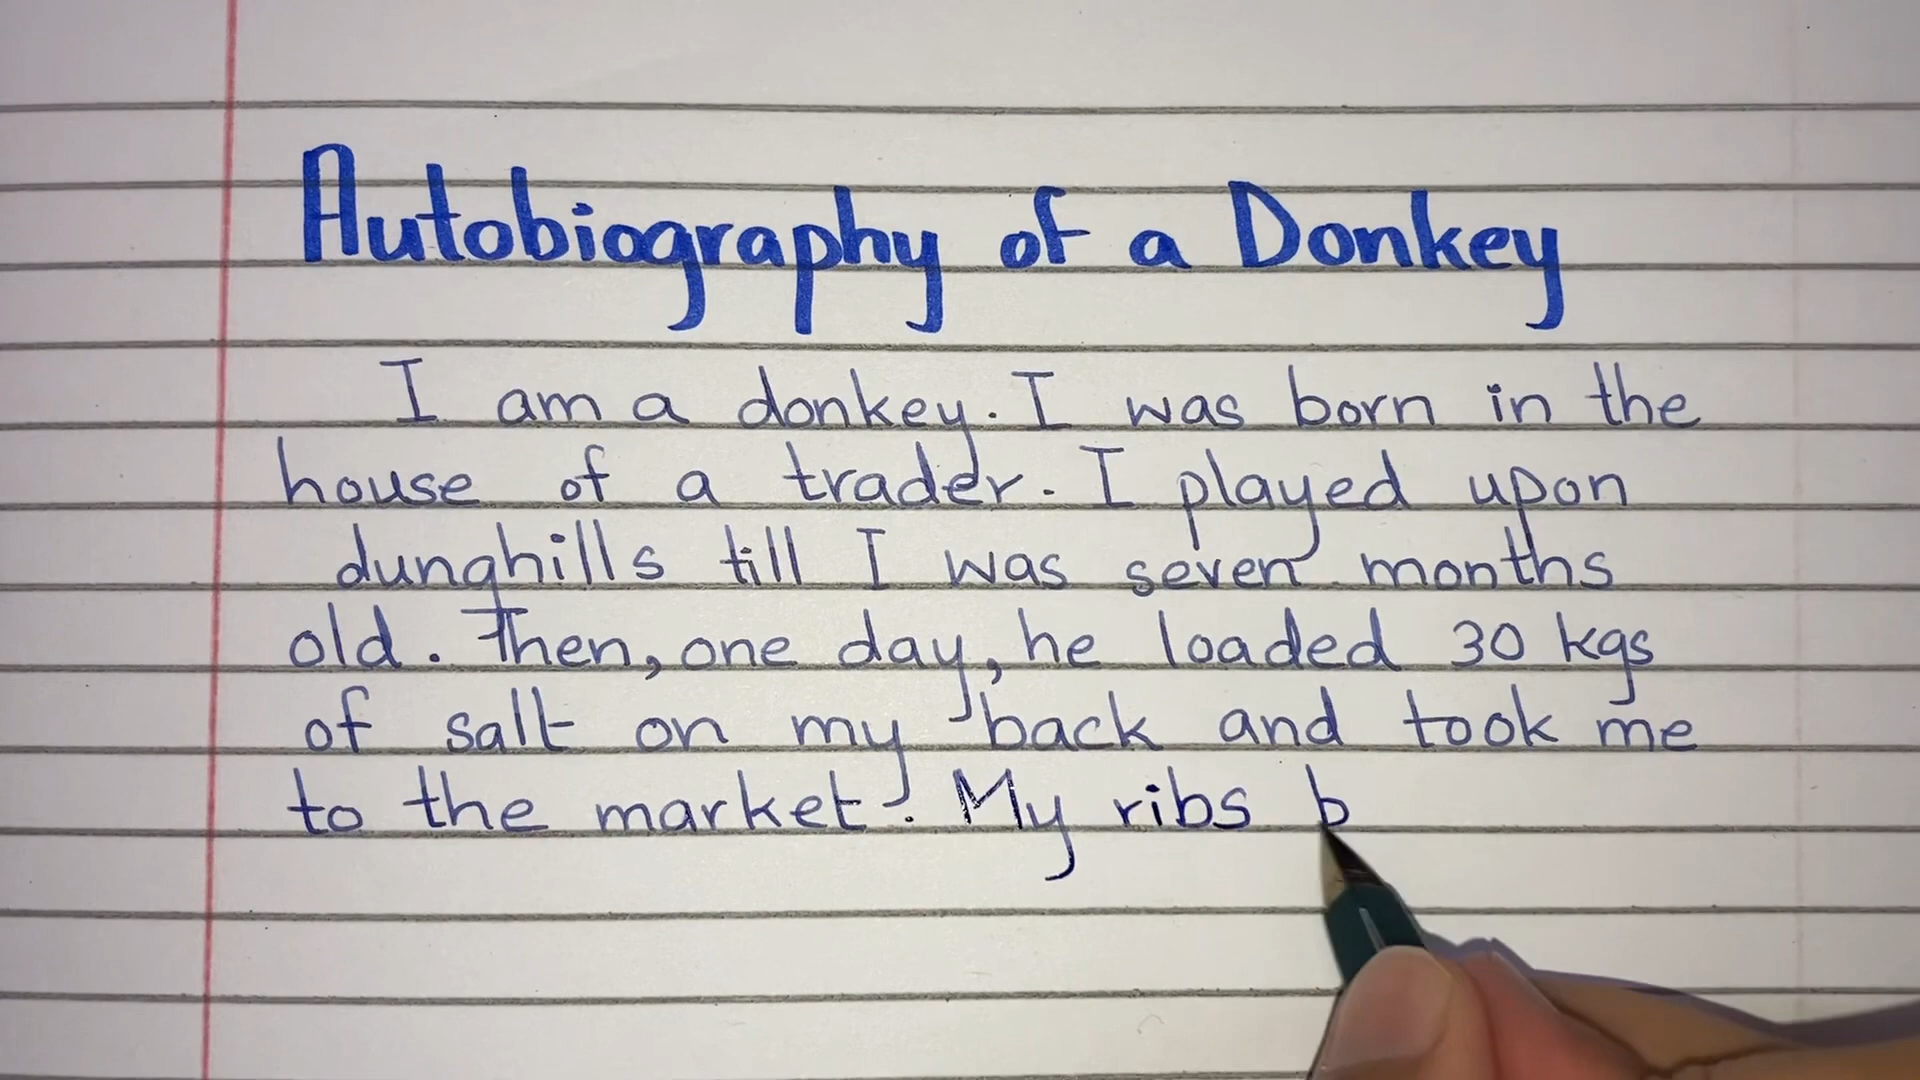 Autobiography of a Donkey
I am a donkey. I was born in the
house of a trader. I played upon
dunghills till I was seven months
old. Then, one day, he loaded 30 kgs
of salt on my back and took me
to the market. My ribs b